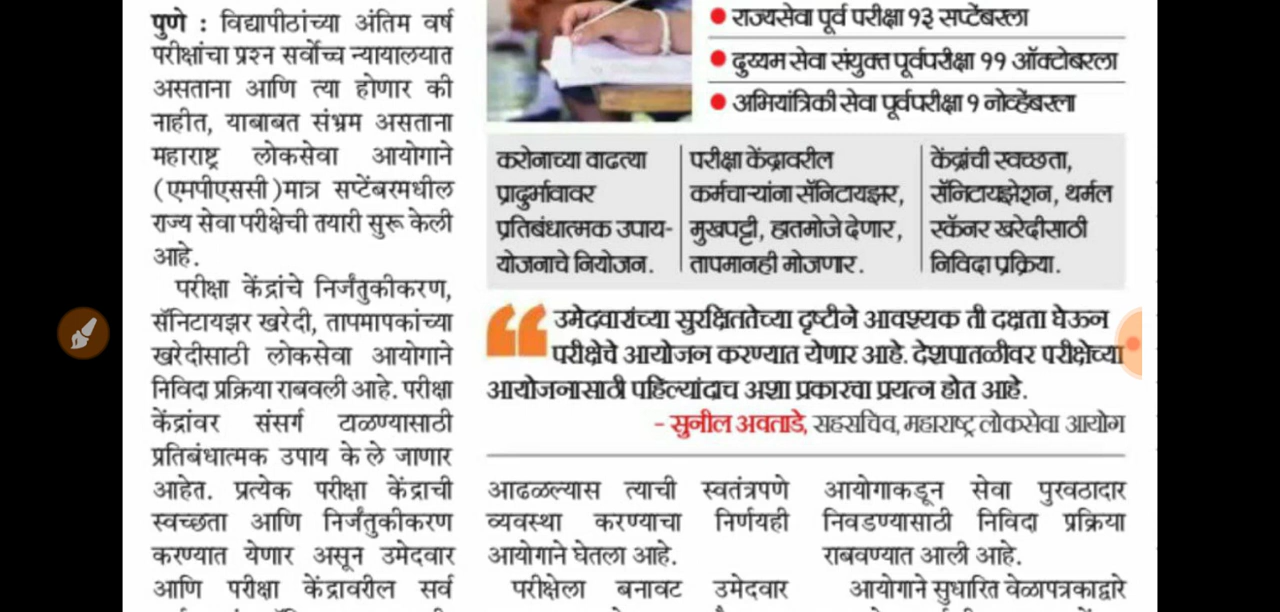 पुणे : विद्यापीठांच्या अंतिम वर्ष
परीक्षांचा प्रश्न सर्वोच्च न्यायालयात
असताना आणि त्या होणार की
नाहीत, याबाबत संभ्रम असताना
महाराष्ट्र लोकसेवा आयोगाने
(एमपीएससी)मात्र सप्टेंबरमधील
राज्य सेवा परीक्षेची तयारी सुरू केली
आहे.
परीक्षा केंद्रांचे निर्जंतुकीकरण,
सॅनिटायझर खरेदी, तापमापकांच्या
खरेदीसाठी लोकसेवा आयोगाने
निविदा प्रक्रिया राबवली आहे. परीक्षा
केंद्रांवर संसर्ग टाळण्यासाठी
प्रतिबंधात्मक उपाय केले जाणार
आहेत. प्रत्येक परीक्षा केंद्राची
स्वच्छता आणि निर्जंतुकीकरण
करण्यात येणार असून उमेदवार
आणि परीक्षा केंद्रावरील सर्व
राज्यसेवा पूर्व परीक्षा १३ सप्टेंबरला
दुय्यम सेवा संयुक्त पूर्वपरीक्षा ११ ऑक्टोबरला
अभियांत्रिकी सेवा पूर्वपरीक्षा १ नोव्हेंबरला
करोनाच्या वाढत्या
प्रादुर्भावावर
प्रतिबंधात्मक उपाय-
योजनाचे नियोजन.
परीक्षा केंद्रावरील
कर्मचाऱ्यांना सॅनिटायझर,
मुखपट्टी, हातमोजे देणार,
तापमानही मोजणार.
केंद्रांची स्वच्छता,
सॅनिटायझेशन, थर्मल
स्कॅनर खरेदीसाठी
निविदा प्रक्रिया.
उमेदवारांच्या सुरक्षिततेच्या दृष्टीने आवश्यक ती दक्षता घेऊन
परीक्षेचे आयोजन करण्यात येणार आहे. देशपातळीवर परीक्षेच्या
आयोजनासाठी पहिल्यांदाच अशा प्रकारचा प्रयत्न होत आहे.
- सुनील अवताडे, सहसचिव, महाराष्ट्र लोकसेवा आयोग
आढळल्यास त्याची स्वतंत्रपणे
व्यवस्था करण्याचा निर्णयही
आयोगाने घेतला आहे.
परीक्षेला बनावट उमेदवार
आयोगाकडून सेवा पुरवठादार
निवडण्यासाठी निविदा प्रक्रिया
राबवण्यात आली आहे.
आयोगाने सुधारित वेळापत्रकाद्वारे